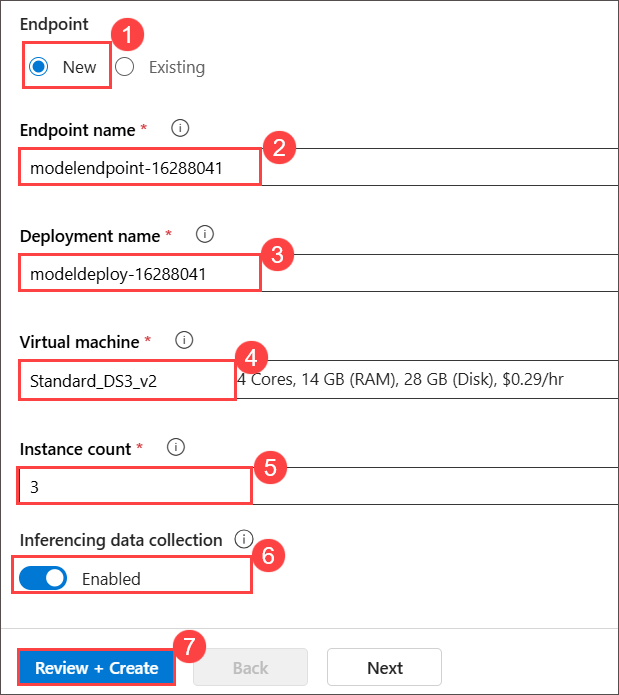 Endpoint
1
New Existing
Endpoint name *
2
modelendpoint-16288041
Deployment name *
3
modeldeploy-16288041
Virtual machine *
4
Standard_DS3_v2 4 Cores, 14 GB (RAM), 28 GB (Disk), $0.29/hr
Instance count *
5
3
Inferencing data collection
6
Enabled
7
Review + Create Back Next